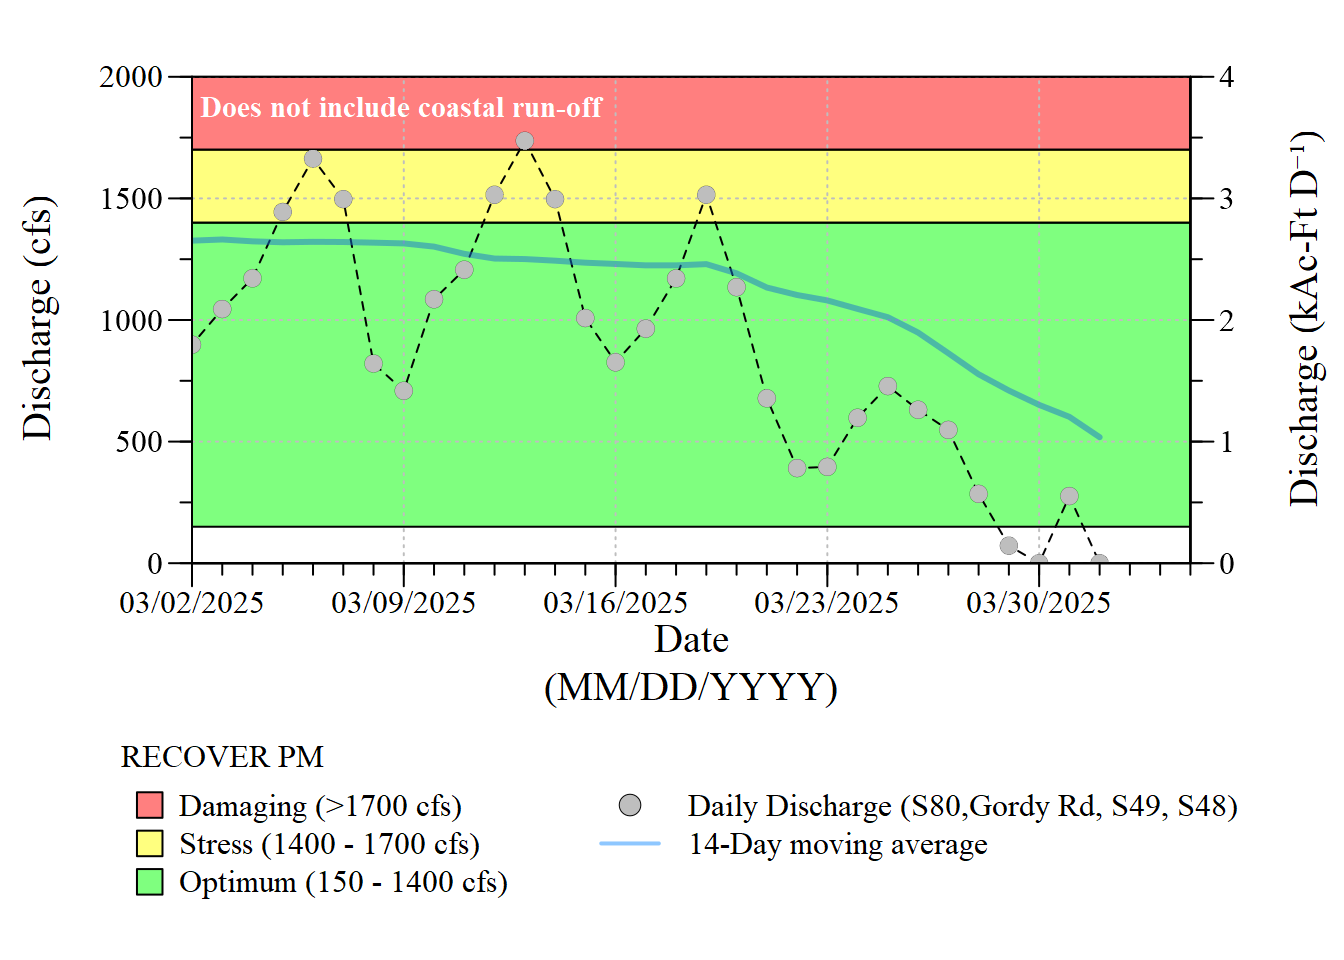 Does not include coastal run-off
2000
1500
1000
500
0
Discharge (cfs)
4
3
2
1
0
Discharge (kAc-Ft D⁻¹)
03/02/2025 03/09/2025 03/16/2025 03/23/2025 03/30/2025
Date
(MM/DD/YYYY)
RECOVER PM
Damaging (>1700 cfs)
Stress (1400 - 1700 cfs)
Optimum (150 - 1400 cfs)
Daily Discharge (S80,Gordy Rd, S49, S48)
14-Day moving average